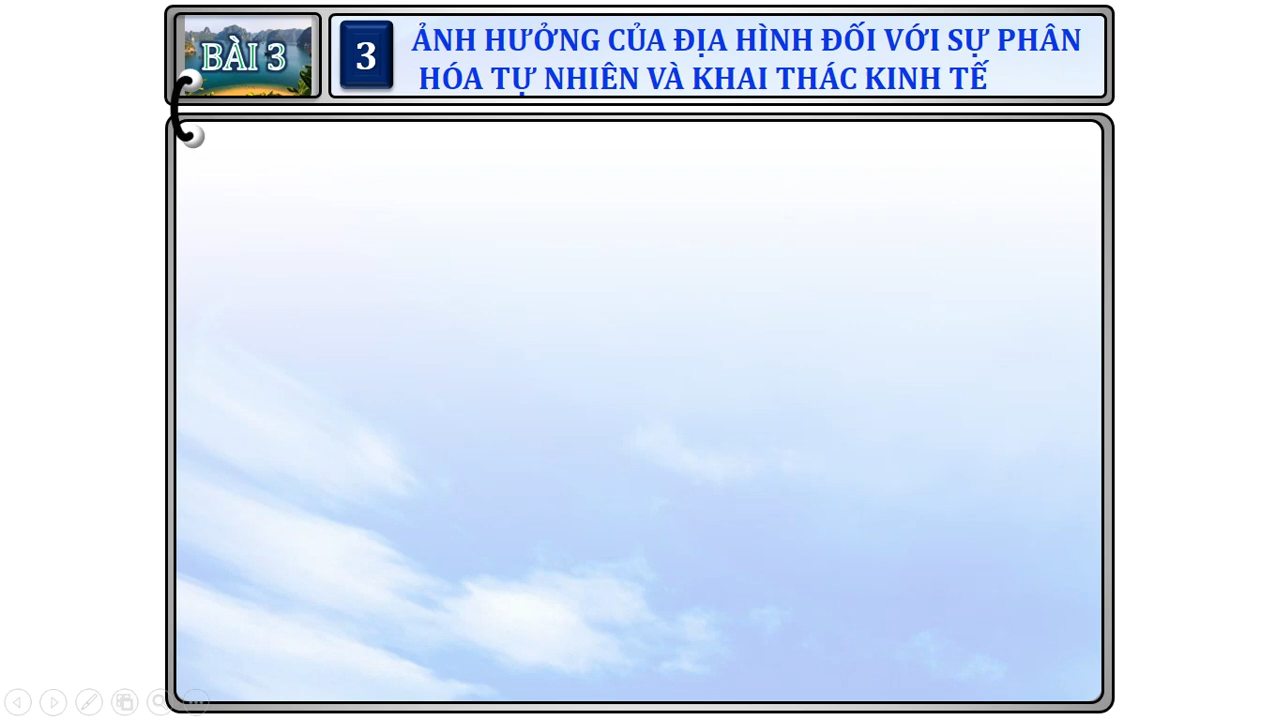 BÀI 3
3
ẢNH HƯỞNG CỦA ĐỊA HÌNH ĐỐI VỚI SỰ PHÂN
HÓA TỰ NHIÊN VÀ KHAI THÁC KINH TẾ